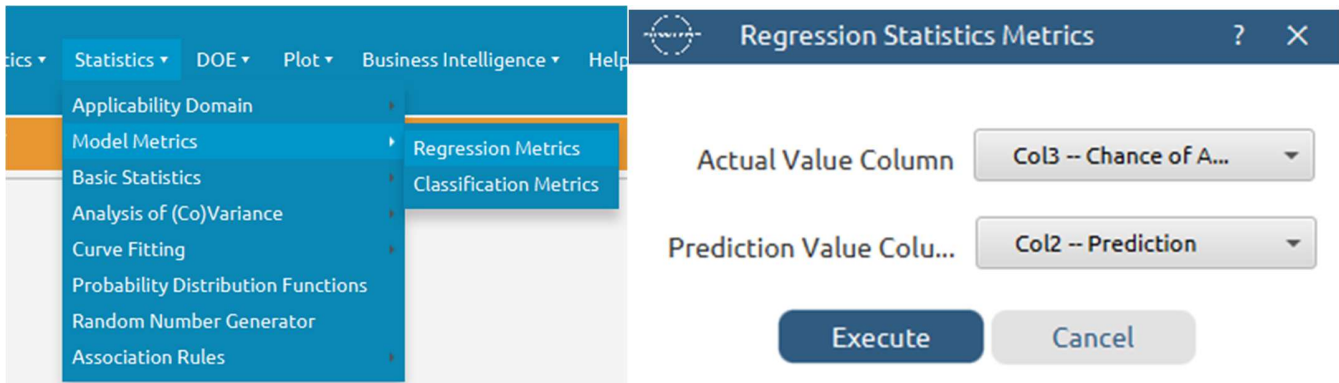 tics Statistics DOE Plot Business Intelligence Help
Applicability Domain
Model Metrics
Regression Metrics
Basic Statistics
Classification Metrics
Analysis of (Co)Variance
Curve Fitting
Probability Distribution Functions
Random Number Generator
Association Rules
Regression Statistics Metrics ? ×
Actual Value Column Col3 -- Chance of A...
Prediction Value Colu... Col2 -- Prediction
Execute Cancel